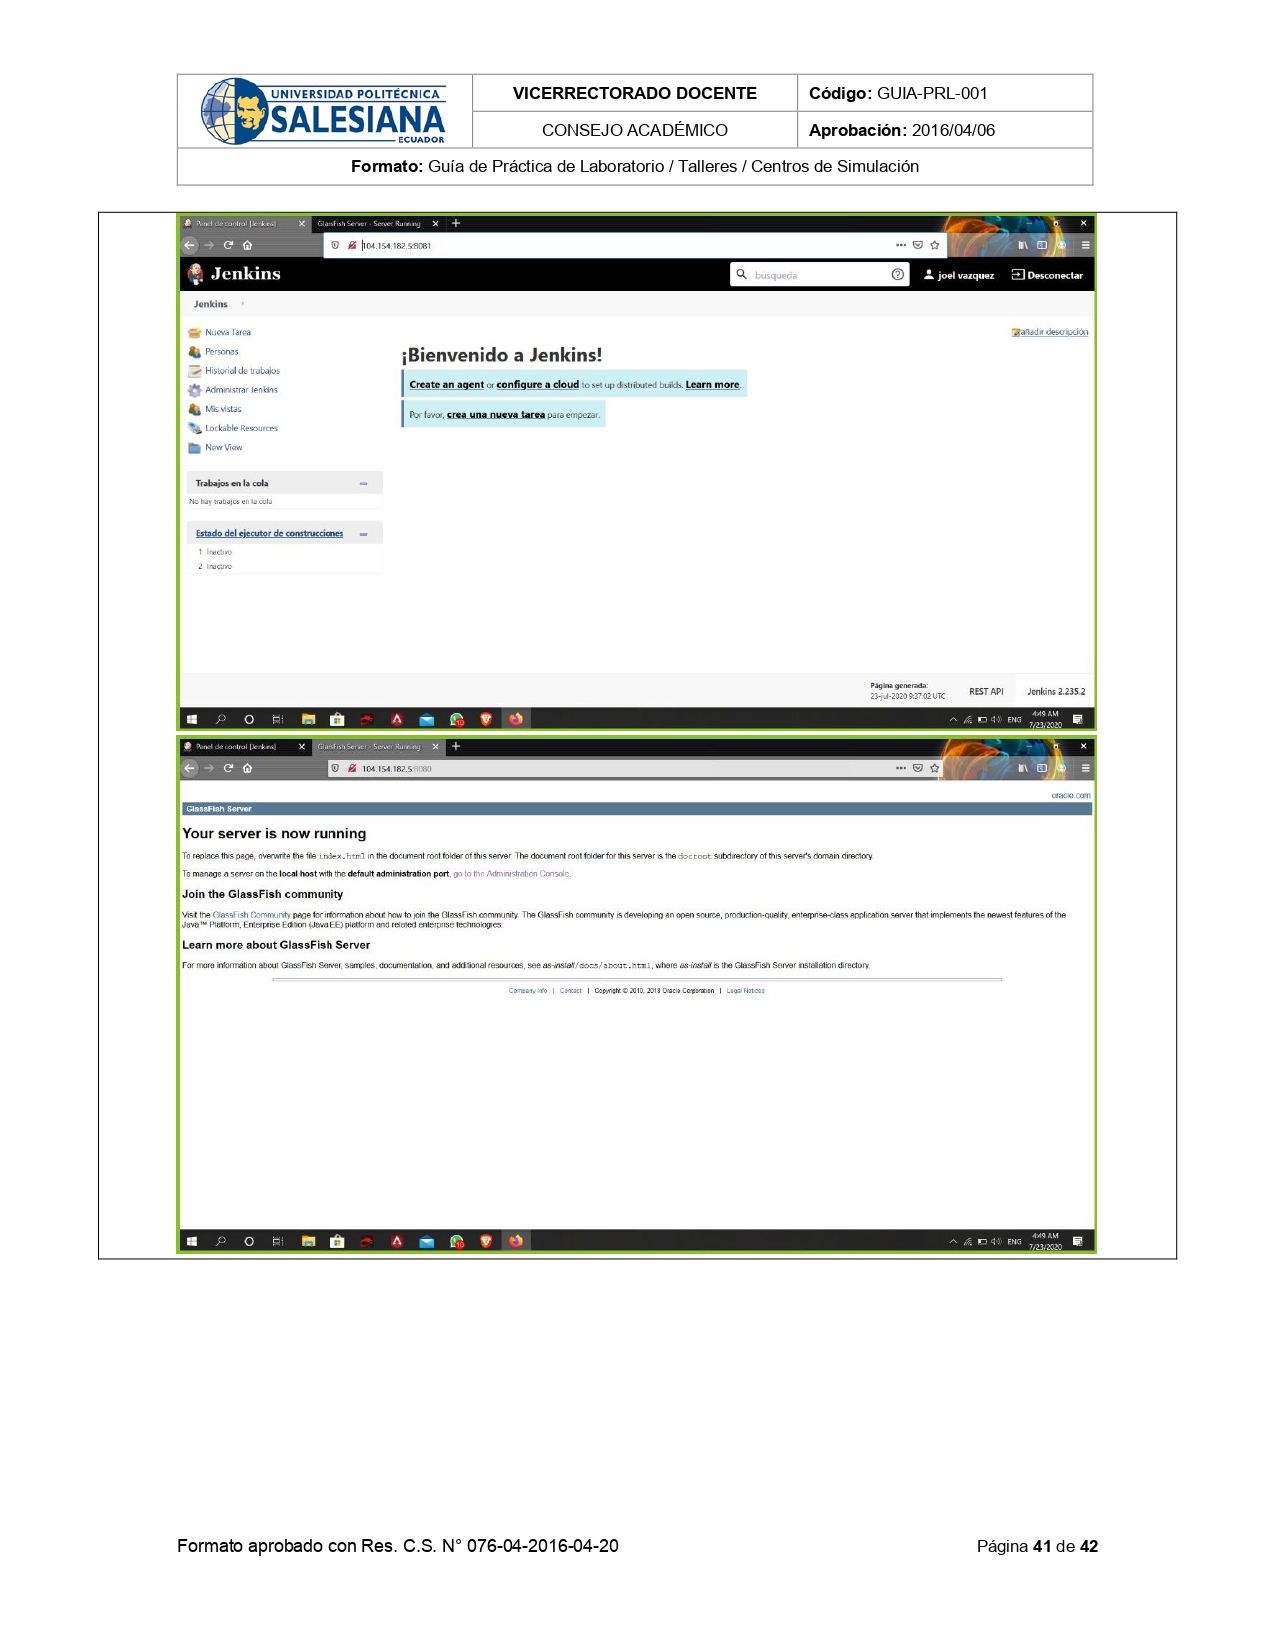 UNIVERSIDAD POLITÉCNICA
SALESIANA
ECUADOR
VICERRECTORADO DOCENTE
Código: GUIA-PRL-001
CONSEJO ACADÉMICO
Aprobación: 2016/04/06
Formato: Guía de Práctica de Laboratorio / Talleres / Centros de Simulación
Panel de control [Jenkins]
GlassFish Server - Server Running
104.154.182.5:8081
Jenkins
búsqueda
joel vazquez
Desconectar
Jenkins
añadir descripción
Nueva Tarea
Personas
Historial de trabajos
Administrar Jenkins
Mis vistas
Lockable Resources
New View
¡Bienvenido a Jenkins!
Create an agent or configure a cloud to set up distributed builds. Learn more.
Por favor, crea una nueva tarea para empezar.
Trabajos en la cola
No hay trabajos en la cola
Estado del ejecutor de construcciones
1 Inactivo
2 Inactivo
Página generada:
23-jul-2020 9:37:02 UTC
REST API
Jenkins 2.235.2
ENG
4:49 AM
7/23/2020
Panel de control [Jenkins]
GlassFish Server - Server Running
104.154.182.5:8080
oracle.com
GlassFish Server
Your server is now running
To replace this page, overwrite the file index.html in the document root folder of this server. The document root folder for this server is the docroot subdirectory of this server's domain directory.
To manage a server on the local host with the default administration port, go to the Administration Console.
Join the GlassFish community
Visit the GlassFish Community page for information about how to join the GlassFish community. The GlassFish community is developing an open source, production-quality, enterprise-class application server that implements the newest features of the
Java™ Platform, Enterprise Edition (Java EE) platform and related enterprise technologies.
Learn more about GlassFish Server
For more information about GlassFish Server, samples, documentation, and additional resources, see as-install/docs/about.html, where as-install is the GlassFish Server installation directory.
Company Info | Contact | Copyright © 2010, 2018 Oracle Corporation | Legal Notices
ENG
4:49 AM
7/23/2020
Formato aprobado con Res. C.S. N° 076-04-2016-04-20
Página 41 de 42